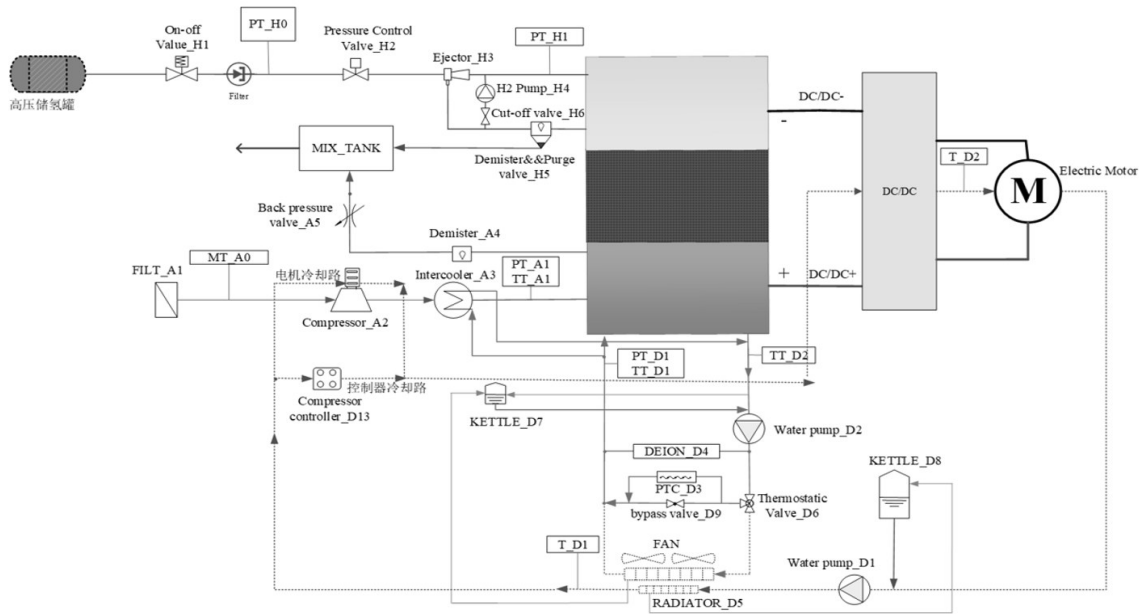 On-off
Value_H1
PT_H0
Pressure Control
Valve_H2
Ejector_H3
PT_H1
高压储氢罐
Filter
H2 Pump_H4
Cut-off valve_H6
DC/DC-
-
MIX_TANK
Demister&&Purge
valve_H5
T_D2
Electric Motor
DC/DC
M
Back pressure
valve_A5
Demister_A4
FILT_A1
MT_A0
电机冷却路
Intercooler_A3
PT_A1
TT_A1
+
DC/DC+
Compressor_A2
PT_D1
TT_D1
TT_D2
控制器冷却路
Compressor
controller_D13
KETTLE_D7
Water pump_D2
DEION_D4
KETTLE_D8
PTC_D3
bypass valve_D9
Thermostatic
Valve_D6
T_D1
FAN
Water pump_D1
RADIATOR_D5